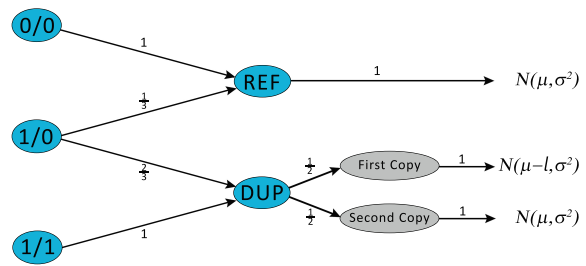 0/0
1
REF
1
N(μ,σ²)
1/3
1/0
2/3
1/2
First Copy
1
N(μ−l,σ²)
DUP
1/2
Second Copy
1
N(μ,σ²)
1/1
1